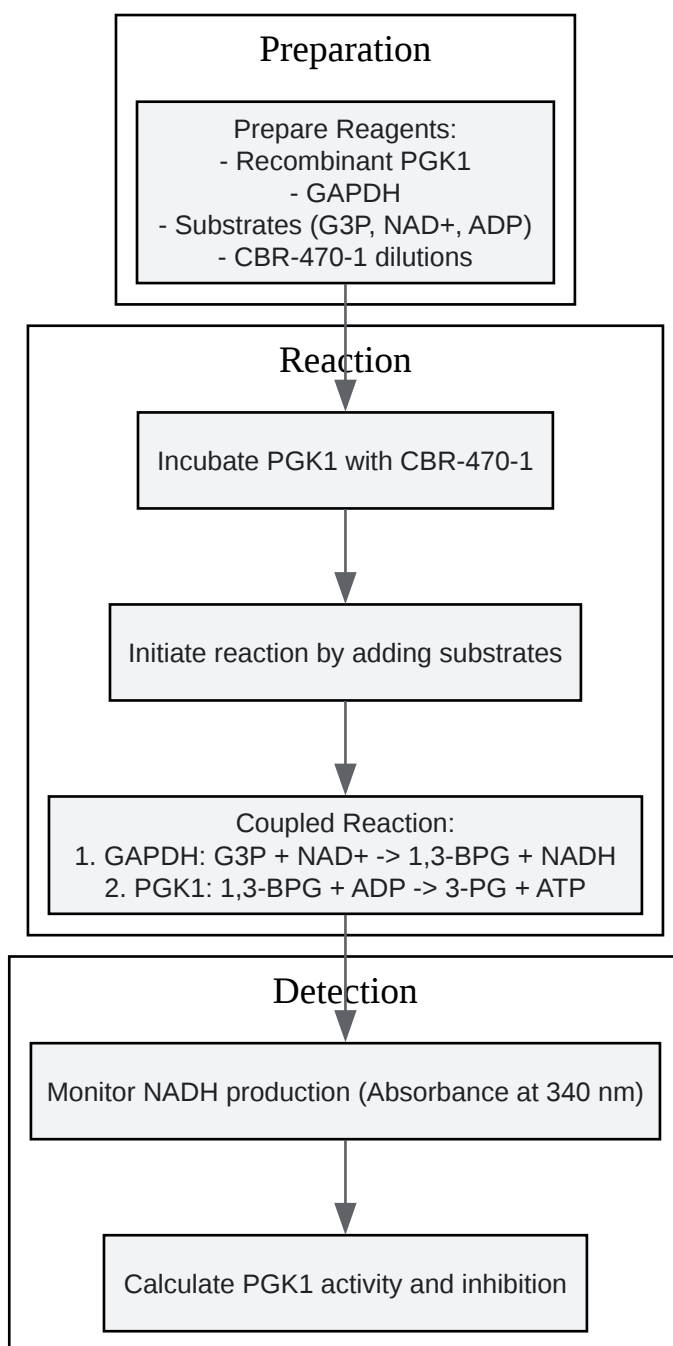 Preparation
Prepare Reagents:
- Recombinant PGK1
- GAPDH
- Substrates (G3P, NAD+, ADP)
- CBR-470-1 dilutions
Reaction
Incubate PGK1 with CBR-470-1
Initiate reaction by adding substrates
Coupled Reaction:
1. GAPDH: G3P + NAD+ -> 1,3-BPG + NADH
2. PGK1: 1,3-BPG + ADP -> 3-PG + ATP
Detection
Monitor NADH production (Absorbance at 340 nm)
Calculate PGK1 activity and inhibition